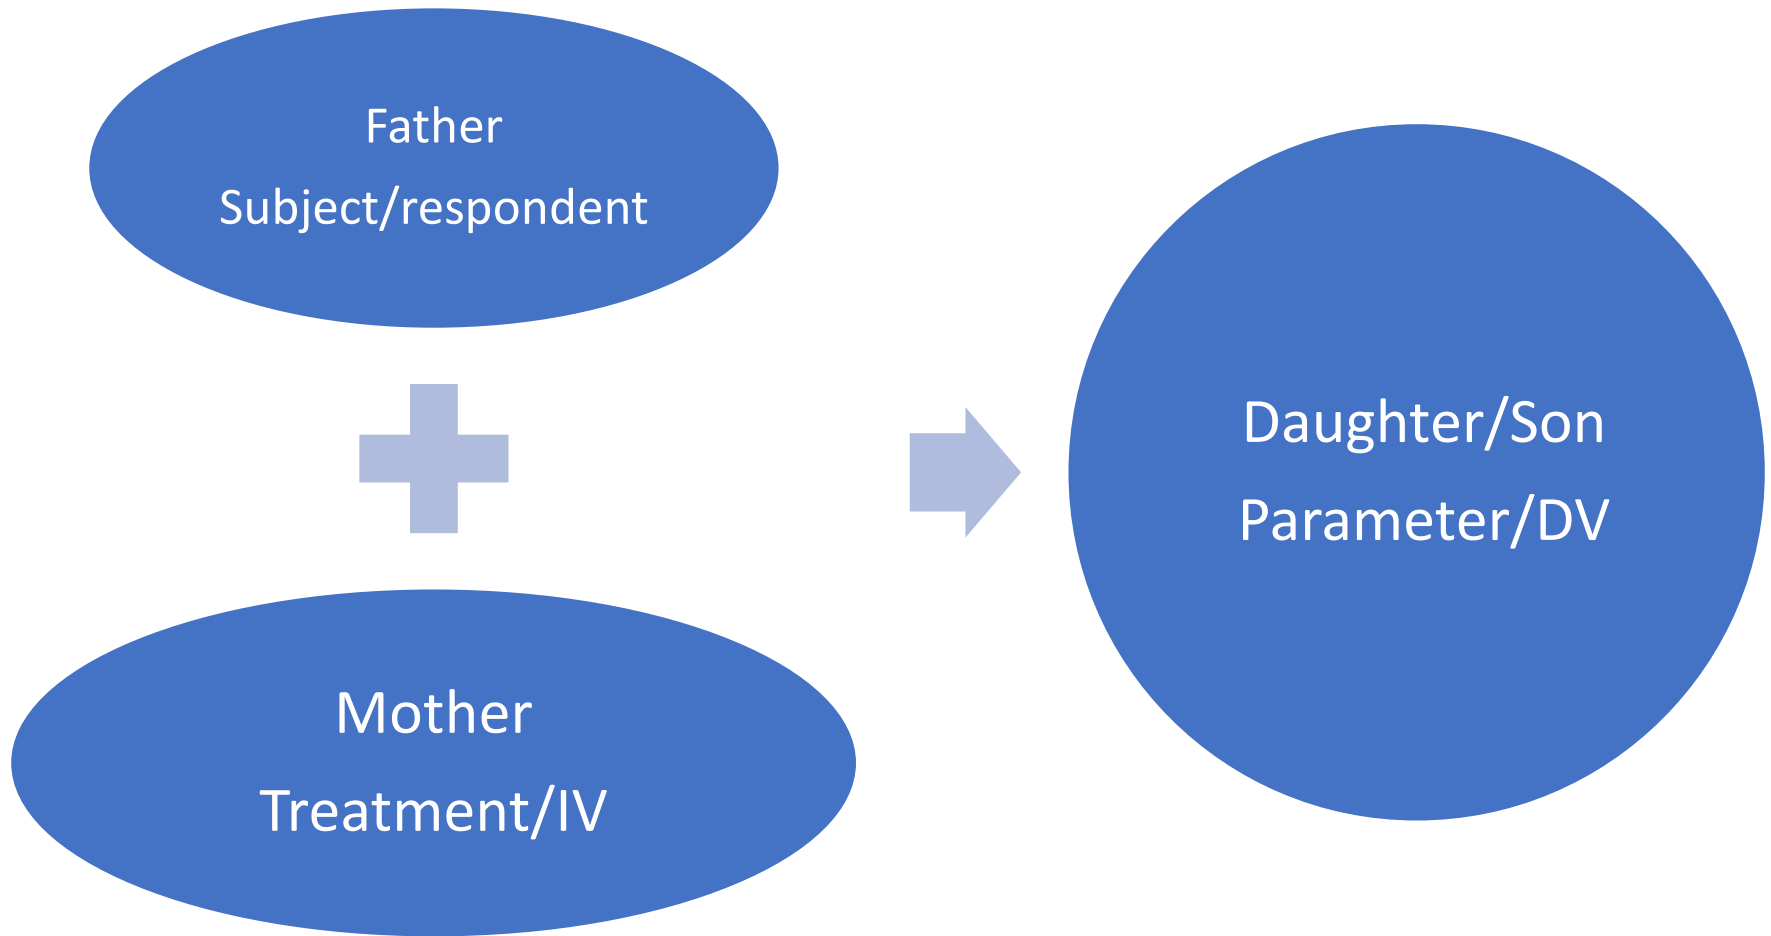 Father
Subject/respondent
Mother
Treatment/IV
Daughter/Son
Parameter/DV